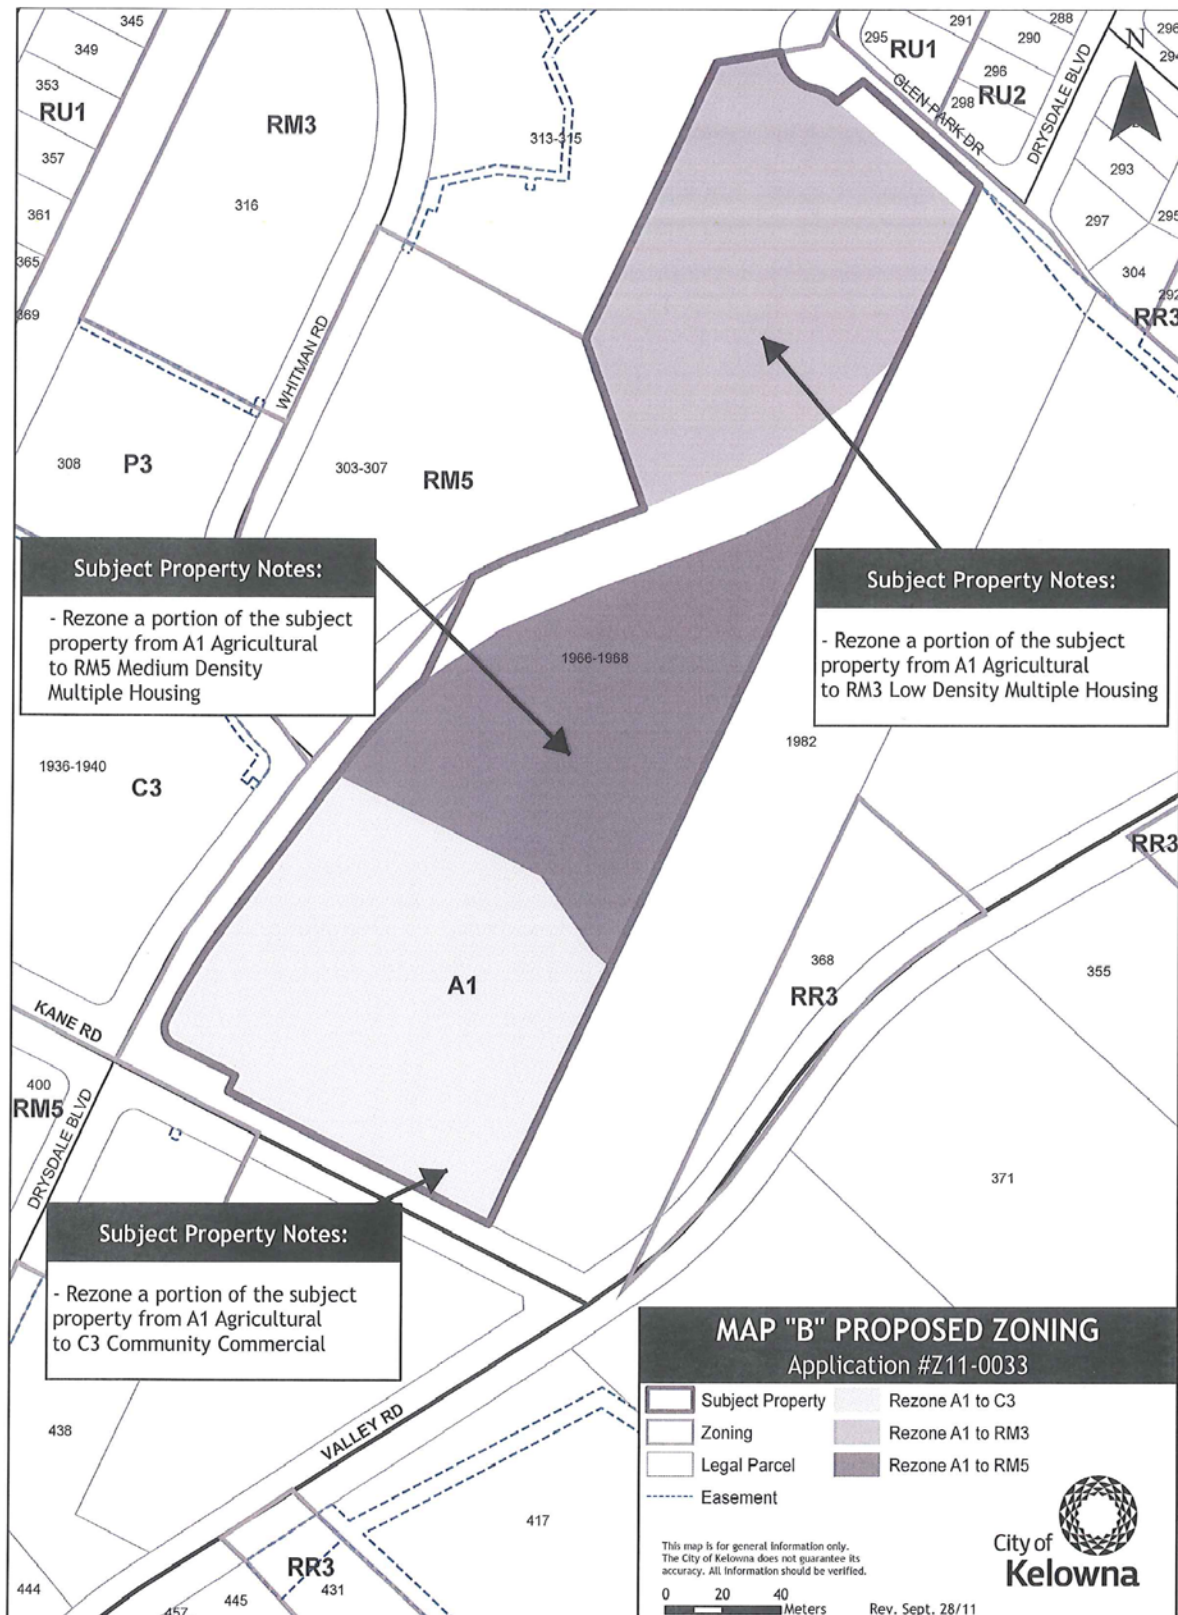 345
349
353
RU1
357
361
365
369
RM3
316
313-315
295
RU1
291
290
288
296
298
RU2
GLEN PARK DR
DRYSDALE BLVD
N
296
294
293
297
295
304
292
RR3
WHITMAN RD
308
P3
303-307
RM5
Subject Property Notes:
- Rezone a portion of the subject
property from A1 Agricultural
to RM5 Medium Density
Multiple Housing
Subject Property Notes:
- Rezone a portion of the subject
property from A1 Agricultural
to RM3 Low Density Multiple Housing
1966-1968
1982
1936-1940
C3
RR3
A1
368
RR3
355
KANE RD
400
RM5
DRYSDALE BLVD
371
Subject Property Notes:
- Rezone a portion of the subject
property from A1 Agricultural
to C3 Community Commercial
438
VALLEY RD
417
RR3
431
444
445
457
MAP "B" PROPOSED ZONING
Application #Z11-0033
Subject Property
Rezone A1 to C3
Zoning
Rezone A1 to RM3
Legal Parcel
Rezone A1 to RM5
Easement
This map is for general information only.
The City of Kelowna does not guarantee its
accuracy. All information should be verified.
City of
Kelowna
0 20 40
Meters
Rev. Sept. 28/11